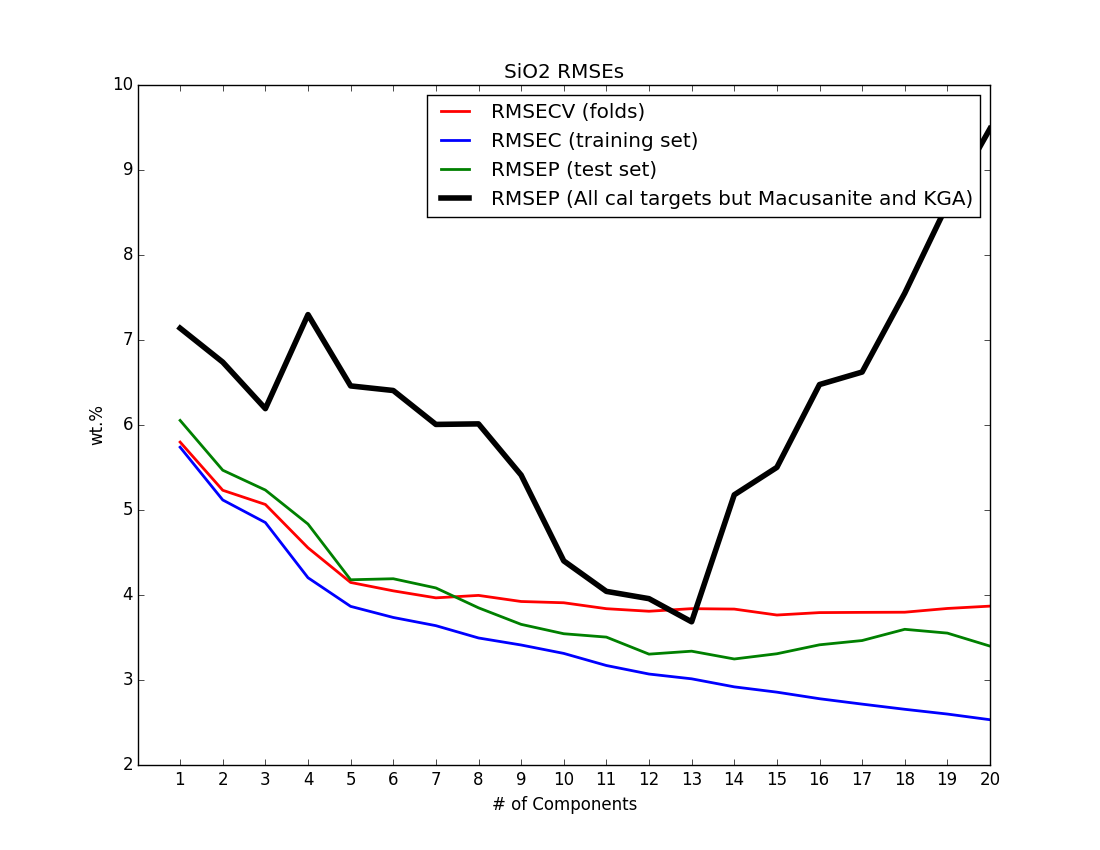 SiO2 RMSEs
10
9
8
7
6
5
4
3
2
wt.%
RMSECV (folds)
RMSEC (training set)
RMSEP (test set)
RMSEP (All cal targets but Macusanite and KGA)
1 2 3 4 5 6 7 8 9 10 11 12 13 14 15 16 17 18 19 20
# of Components